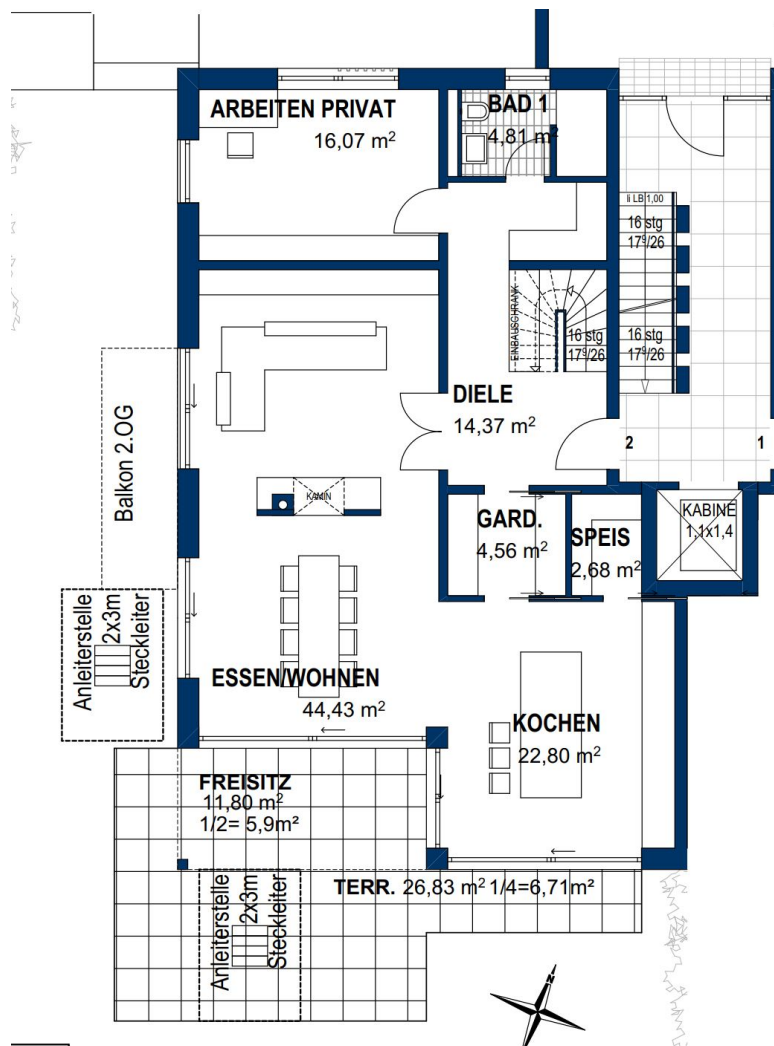 ARBEITEN PRIVAT
16,07 m²
BAD 1
4,81 m²
li LB 1,00
16 stg
17⁹/26
16 stg
17⁹/26
EINBAUSCHRANK
16 stg
17⁹/26
DIELE
14,37 m²
2
1
Balkon 2.OG
KAMIN
GARD.
4,56 m²
SPEIS
2,68 m²
KABINE
1,1x1,4
Anleiterstelle
2x3m
Steckleiter
ESSEN/WOHNEN
44,43 m²
KOCHEN
22,80 m²
FREISITZ
11,80 m²
1/2= 5,9m²
TERR. 26,83 m² 1/4=6,71m²
Anleiterstelle
2x3m
Steckleiter
N